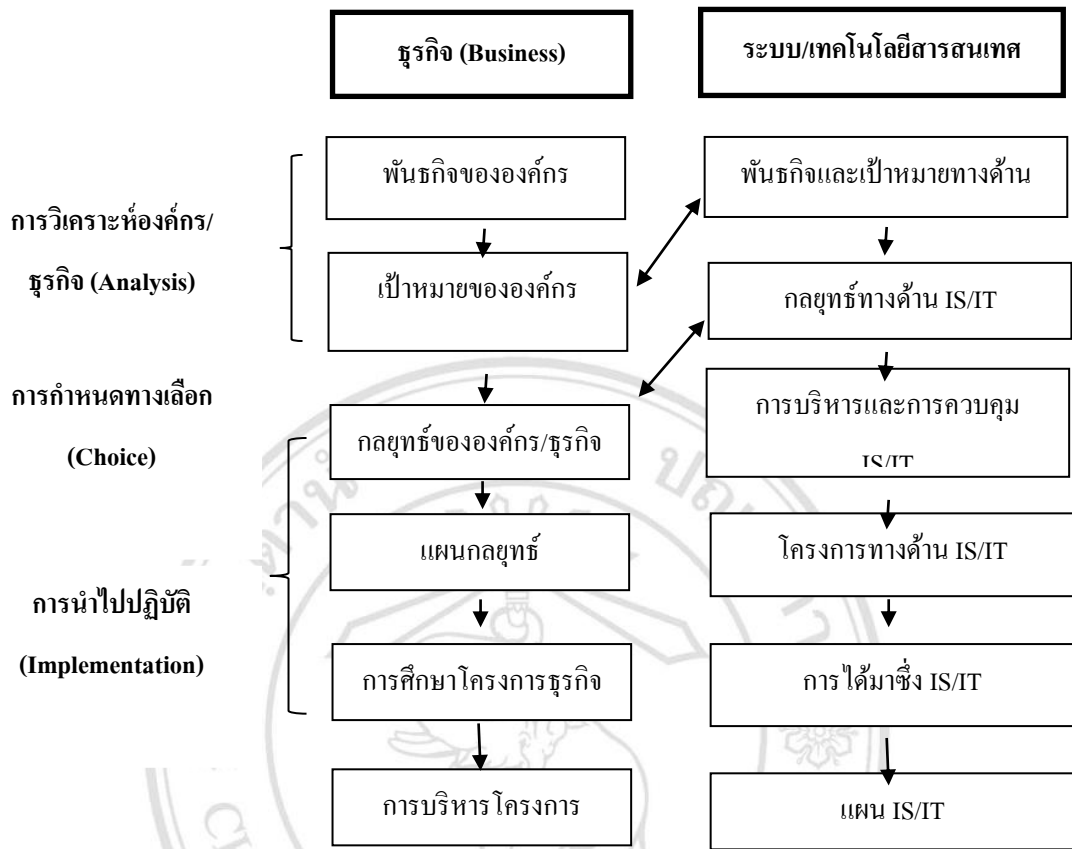 ธุรกิจ (Business)
ระบบ/เทคโนโลยีสารสนเทศ
การวิเคราะห์องค์กร/
ธุรกิจ (Analysis)
พันธกิจขององค์กร
พันธกิจและเป้าหมายทางด้าน
เป้าหมายขององค์กร
กลยุทธ์ทางด้าน IS/IT
การกำหนดทางเลือก
(Choice)
กลยุทธ์ขององค์กร/ธุรกิจ
การบริหารและการควบคุม
IS/IT
แผนกลยุทธ์
โครงการทางด้าน IS/IT
การนำไปปฏิบัติ
(Implementation)
การศึกษาโครงการธุรกิจ
การได้มาซึ่ง IS/IT
การบริหารโครงการ
แผน IS/IT